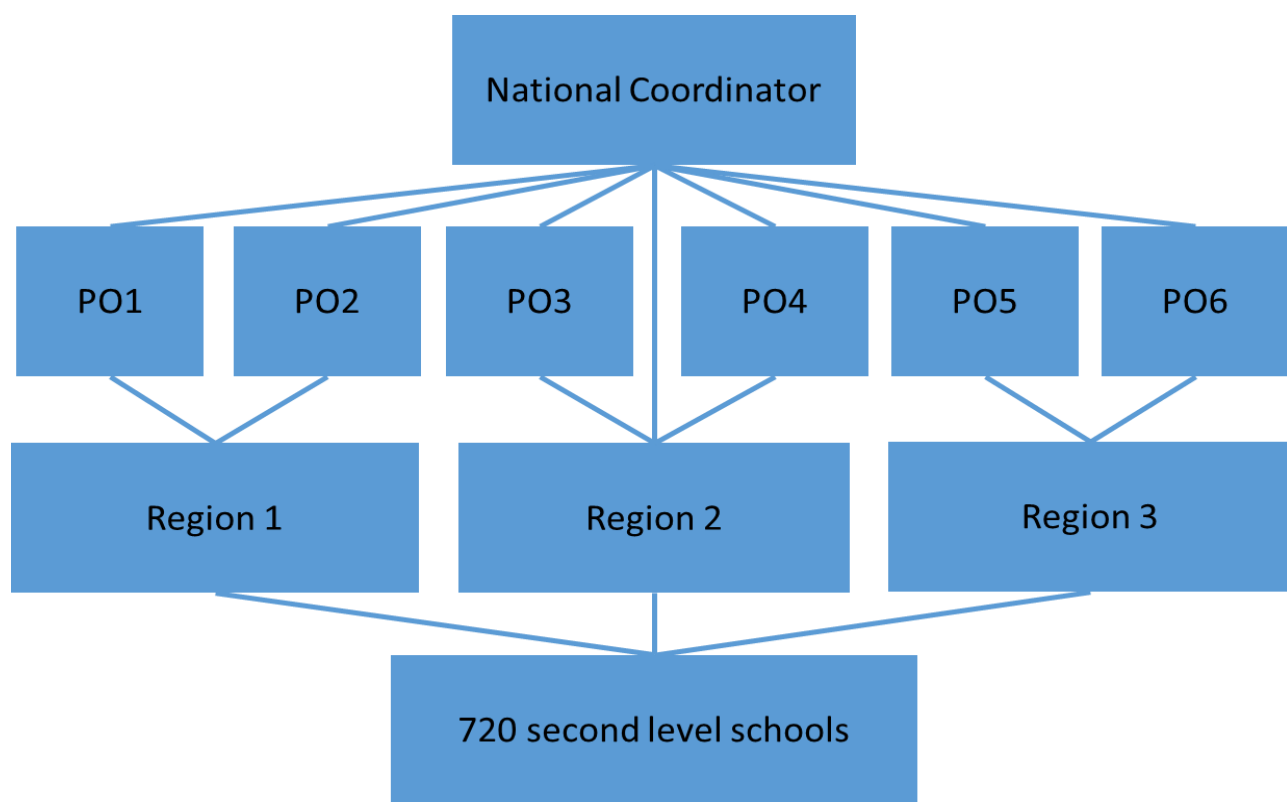 National Coordinator
PO1
PO2
PO3
PO4
PO5
PO6
Region 1
Region 2
Region 3
720 second level schools